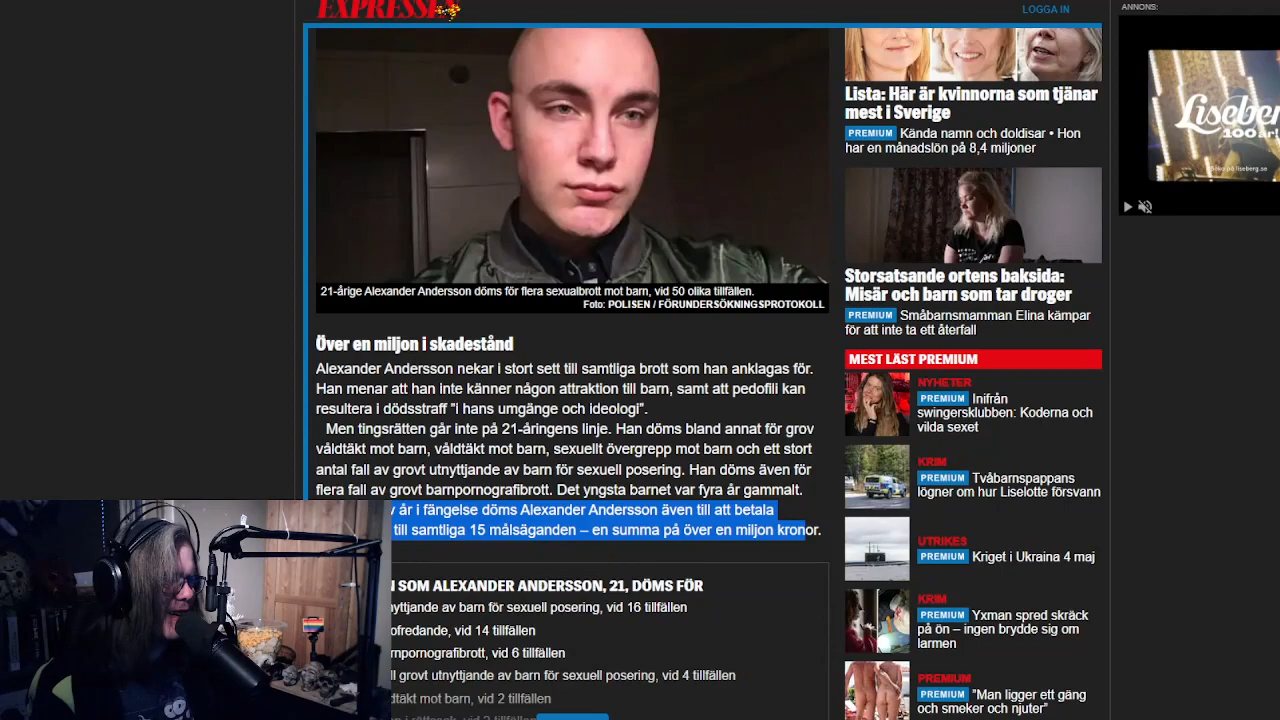 EXPRESSEN
LOGGA IN
ANNONS:
21-årige Alexander Andersson döms för flera sexualbrott mot barn, vid 50 olika tillfällen.
Foto: POLISEN / FÖRUNDERSÖKNINGSPROTOKOLL
Över en miljon i skadestånd
Alexander Andersson nekar i stort sett till samtliga brott som han anklagas för.
Han menar att han inte känner någon attraktion till barn, samt att pedofili kan
resultera i dödsstraff "I hans umgänge och ideologi".
Men tingsrätten går inte på 21-åringens linje. Han döms bland annat för grov
våldtäkt mot barn, våldtäkt mot barn, sexuellt övergrepp mot barn och ett stort
antal fall av grovt utnyttjande av barn för sexuell posering. Han döms även för
flera fall av grovt barnpornografibrott. Det yngsta barnet var fyra år gammalt.
år i fängelse döms Alexander Andersson även till att betala
till samtliga 15 målsäganden – en summa på över en miljon kronor.
SOM ALEXANDER ANDERSSON, 21, DÖMS FÖR
av barn för sexuell posering, vid 16 tillfällen
vid 14 tillfällen
vid 6 tillfällen
grovt utnyttjande av barn för sexuell posering, vid 4 tillfällen
mot barn, vid 2 tillfällen
Lista: Här är kvinnorna som tjänar
mest i Sverige
PREMIUM Kända namn och doldisar • Hon
har en månadslön på 8,4 miljoner
Storsatsande ortens baksida:
Misär och barn som tar droger
PREMIUM Småbarnsmamman Elina kämpar
för att inte ta ett återfall
MEST LÄST PREMIUM
NYHETER
PREMIUM Inifrån
swingersklubben: Koderna och
vilda sexet
KRIM
PREMIUM Tvåbarnspappans
lögner om hur Liselotte försvann
UTRIKES
PREMIUM Kriget i Ukraina 4 maj
KRIM
PREMIUM Yxman spred skräck
på ön – ingen brydde sig om
larmen
PREMIUM
PREMIUM "Man ligger ett gäng
och smeker och njuter"
Liseber
100 år!